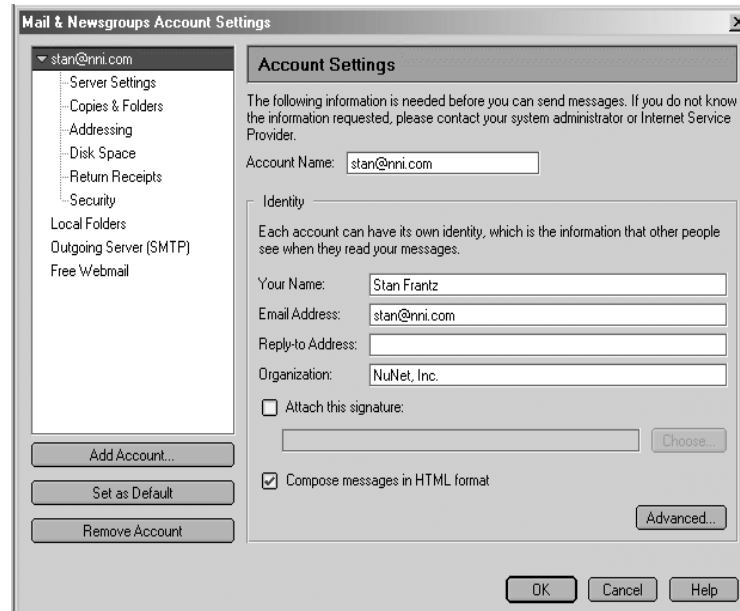 Mail & Newsgroups Account Settings
stan@nni.com
Server Settings
Copies & Folders
Addressing
Disk Space
Return Receipts
Security
Local Folders
Outgoing Server (SMTP)
Free Webmail
Add Account...
Set as Default
Remove Account
Account Settings
The following information is needed before you can send messages. If you do not know
the information requested, please contact your system administrator or Internet Service
Provider.
Account Name: stan@nni.com
Identity
Each account can have its own identity, which is the information that other people
see when they read your messages.
Your Name: Stan Frantz
Email Address: stan@nni.com
Reply-to Address:
Organization: NuNet, Inc.
Attach this signature:
Choose...
Compose messages in HTML format
Advanced...
OK Cancel Help